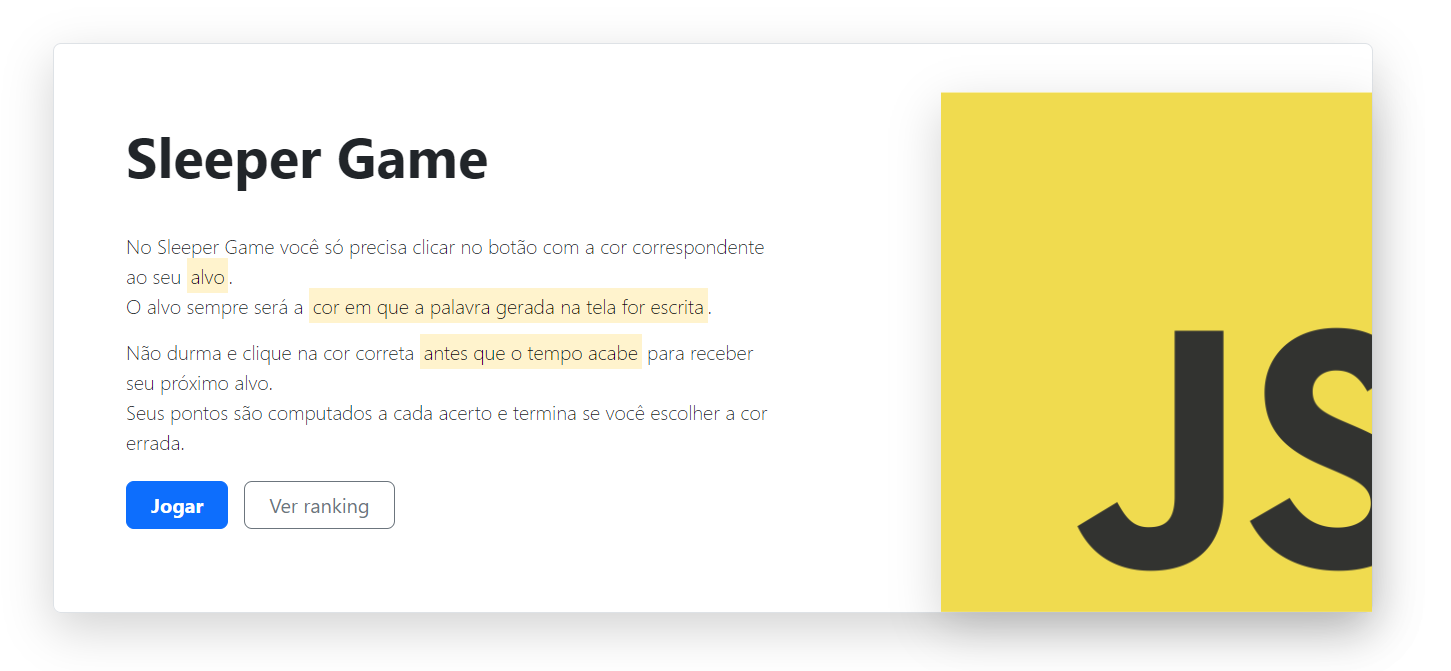 Sleeper Game
No Sleeper Game você só precisa clicar no botão com a cor correspondente
ao seu alvo.
O alvo sempre será a cor em que a palavra gerada na tela for escrita.
Não durma e clique na cor correta antes que o tempo acabe para receber
seu próximo alvo.
Seus pontos são computados a cada acerto e termina se você escolher a cor
errada.
Jogar Ver ranking
JS